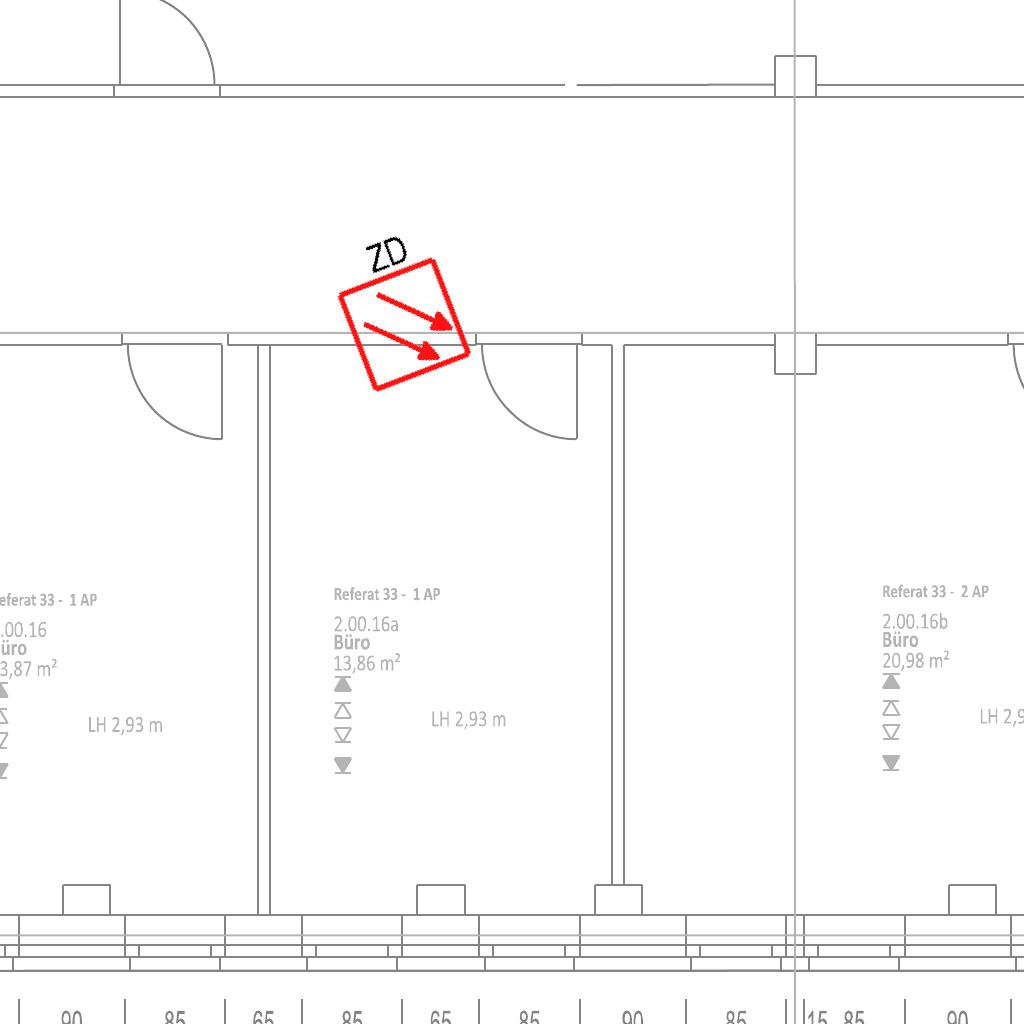 ZD
eferat 33 - 1 AP
.00.16
üro
3,87 m²
LH 2,93 m
Referat 33 - 1 AP
2.00.16a
Büro
13,86 m²
LH 2,93 m
Referat 33 - 2 AP
2.00.16b
Büro
20,98 m²
LH 2,9
90 85 65 85 65 85 90 85 15 85 90